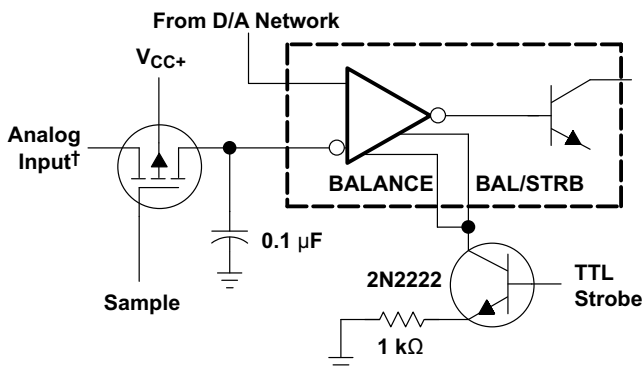 From D/A Network
VCC+
Analog
Input†
BALANCE
BAL/STRB
0.1 µF
2N2222
TTL
Strobe
Sample
1 kΩ